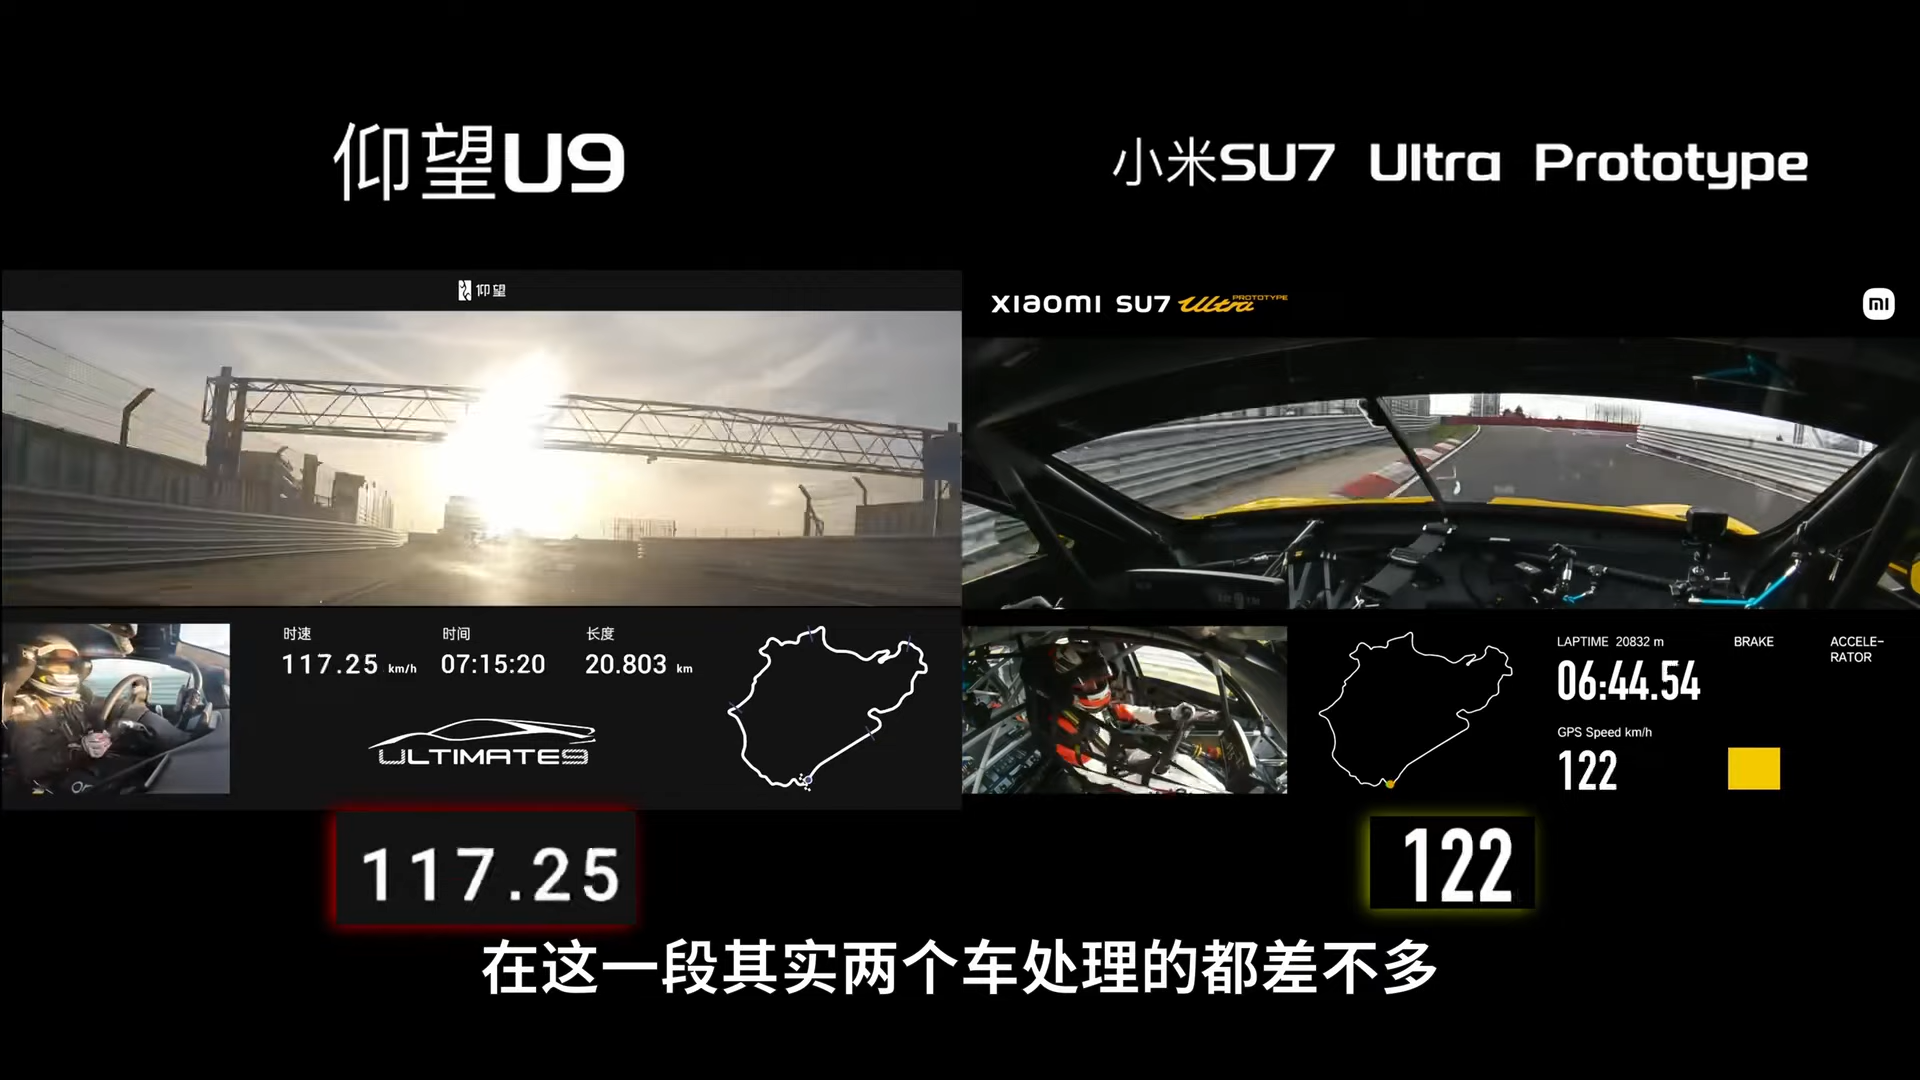 仰望U9
小米SU7 Ultra Prototype
仰望
XIAOMI SU7 Ultra PROTOTYPE
mi
时速
117.25 km/h
时间
07:15:20
长度
20.803 km
ULTIMATE9
LAPTIME 20832 m
06:44.54
GPS Speed km/h
122
BRAKE
ACCELE-
RATOR
117.25
122
在这一段其实两个车处理的都差不多